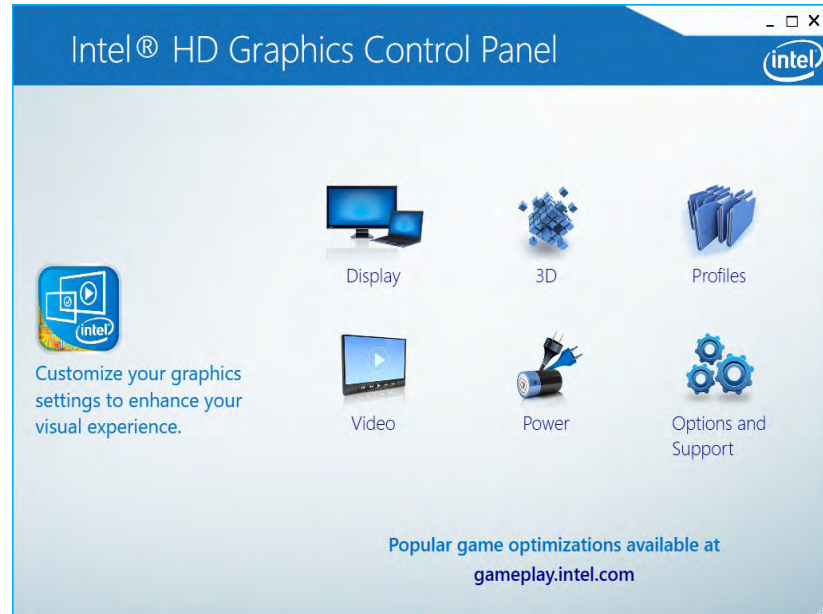 Intel® HD Graphics Control Panel
intel
Display
3D
Profiles
intel
Customize your graphics
settings to enhance your
visual experience.
Video
Power
Options and
Support
Popular game optimizations available at
gameplay.intel.com